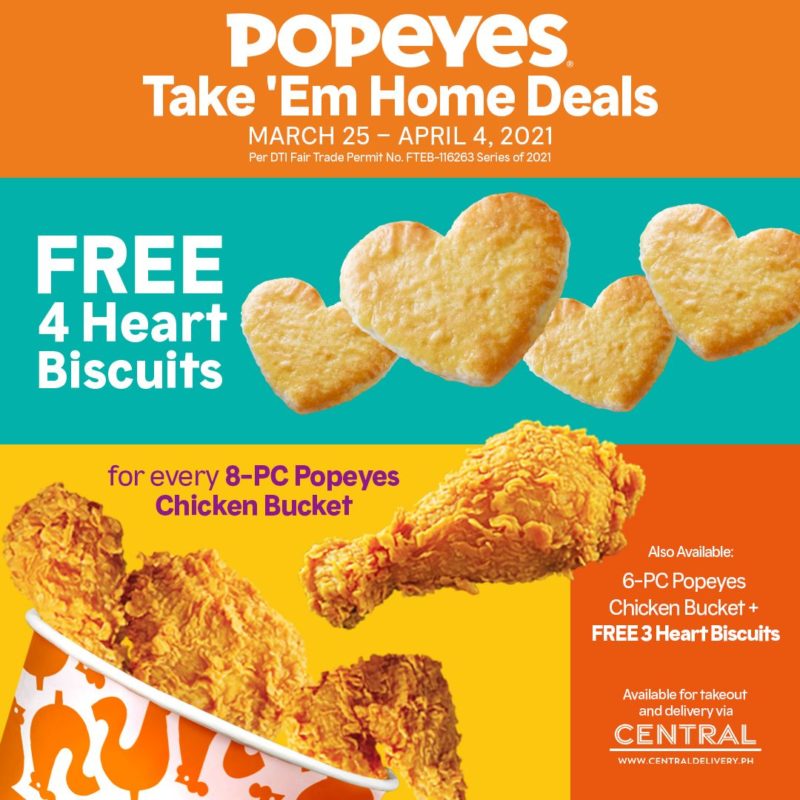 POPEYES
Take 'Em Home Deals
MARCH 25 – APRIL 4, 2021
Per DTI Fair Trade Permit No. FTEB-116263 Series of 2021
FREE
4 Heart
Biscuits
for every 8-PC Popeyes
Chicken Bucket
Also Available:
6-PC Popeyes
Chicken Bucket +
FREE 3 Heart Biscuits
Available for takeout
and delivery via
CENTRAL
WWW.CENTRALDELIVERY.PH